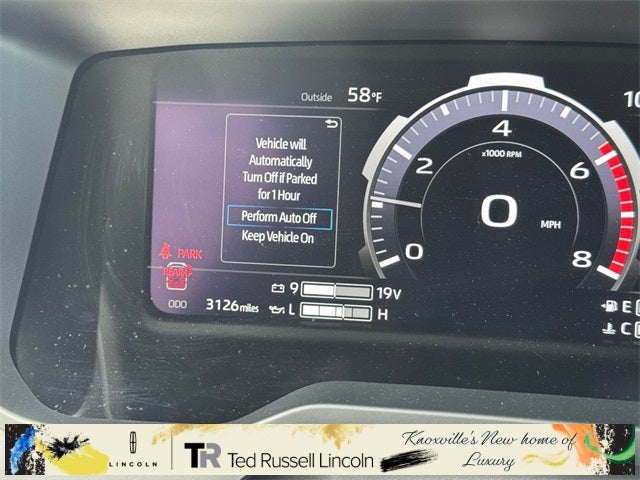 Outside 58°F
10
Vehicle will
Automatically
Turn Off if Parked
for 1 Hour
Perform Auto Off
Keep Vehicle On
4
x1000 RPM
2
6
0
MPH
0
8
PARK
REAR
9 19V
ODO 3126 miles
L H
E
C
LINCOLN
TR Ted Russell Lincoln
Knoxville's New home of
Luxury